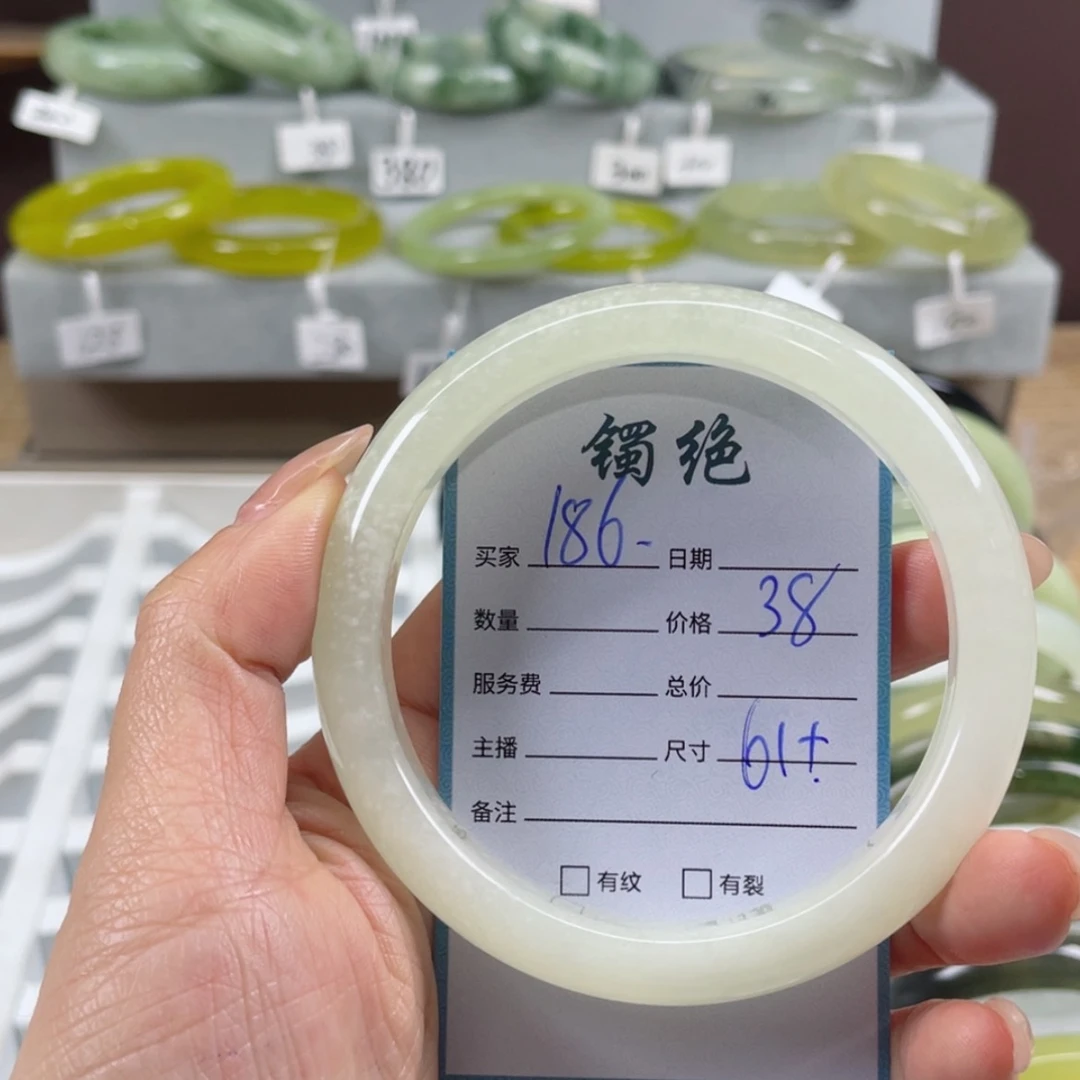 380
镯绝
买家 186- 日期
数量 价格 38
服务费 总价
主播 尺寸 61+
备注
□ 有纹 □ 有裂